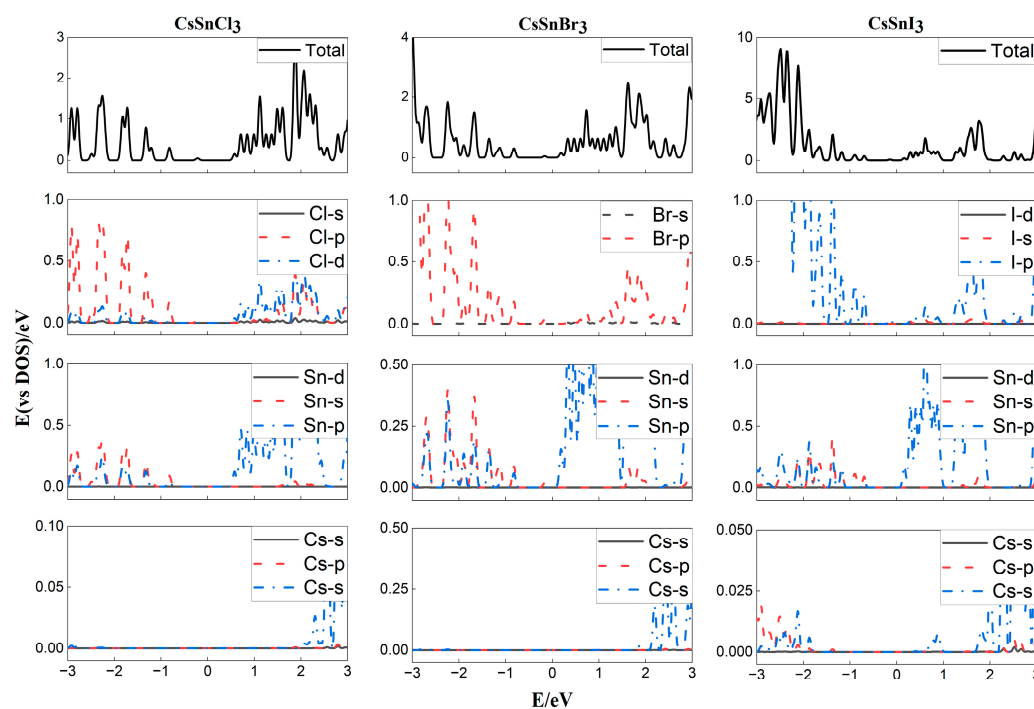 CsSnCl3
CsSnBr3
CsSnI3
3
2
1
0
Total
4
2
0
Total
10
5
0
Total
E(vs DOS)/eV
1.0
0.5
0.0
Cl-s
Cl-p
Cl-d
1.0
0.5
0.0
Br-s
Br-p
1.0
0.5
0.0
I-d
I-s
I-p
1.0
0.5
0.0
Sn-d
Sn-s
Sn-p
0.50
0.25
0.00
Sn-d
Sn-s
Sn-p
1.0
0.5
0.0
Sn-d
Sn-s
Sn-p
0.10
0.05
0.00
Cs-s
Cs-p
Cs-s
0.50
0.25
0.00
Cs-s
Cs-p
Cs-s
0.050
0.025
0.000
Cs-s
Cs-p
Cs-s
−3 −2 −1 0 1 2 3
−3 −2 −1 0 1 2 3
−3 −2 −1 0 1 2 3
E/eV